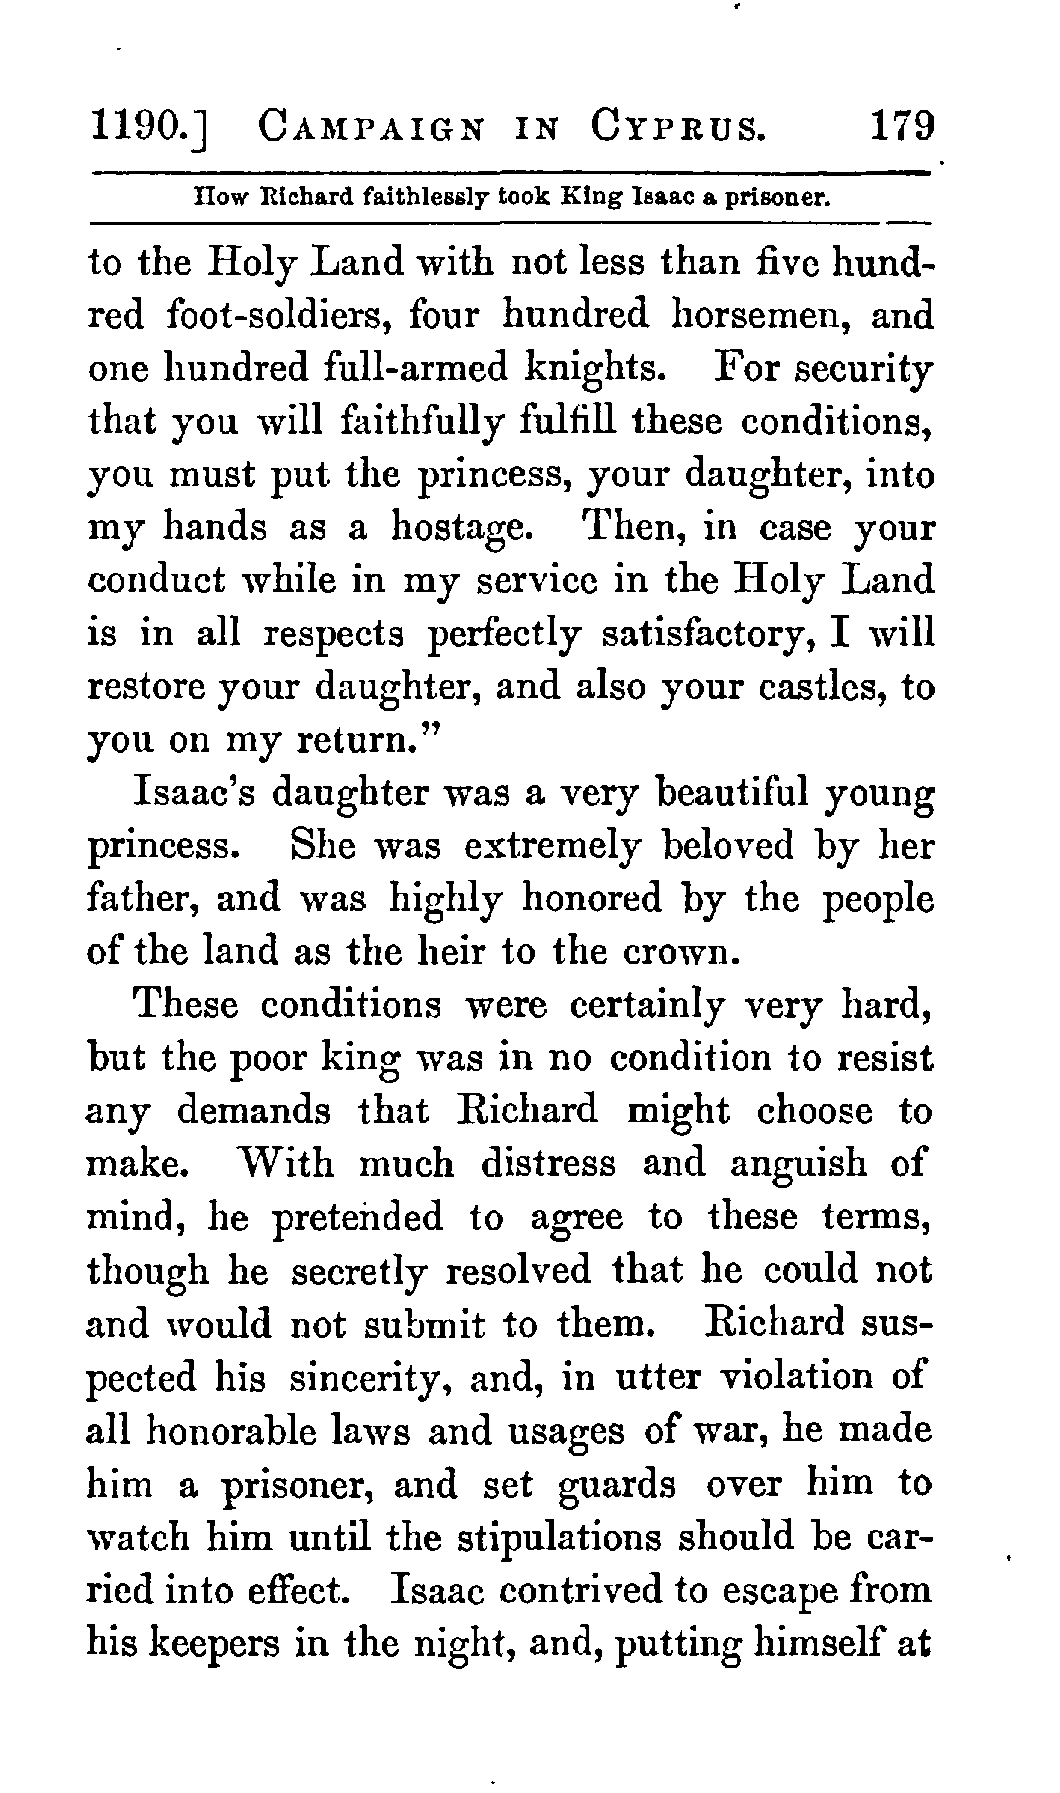 1190.] CAMPAIGN IN CYPRUS. 179
How Richard faithlessly took King Isaac a prisoner.
to the Holy Land with not less than five hund-
red foot-soldiers, four hundred horsemen, and
one hundred full-armed knights. For security
that you will faithfully fulfill these conditions,
you must put the princess, your daughter, into
my hands as a hostage. Then, in case your
conduct while in my service in the Holy Land
is in all respects perfectly satisfactory, I will
restore your daughter, and also your castles, to
you on my return.”
Isaac’s daughter was a very beautiful young
princess. She was extremely beloved by her
father, and was highly honored by the people
of the land as the heir to the crown.
These conditions were certainly very hard,
but the poor king was in no condition to resist
any demands that Richard might choose to
make. With much distress and anguish of
mind, he pretended to agree to these terms,
though he secretly resolved that he could not
and would not submit to them. Richard sus-
pected his sincerity, and, in utter violation of
all honorable laws and usages of war, he made
him a prisoner, and set guards over him to
watch him until the stipulations should be car-
ried into effect. Isaac contrived to escape from
his keepers in the night, and, putting himself at